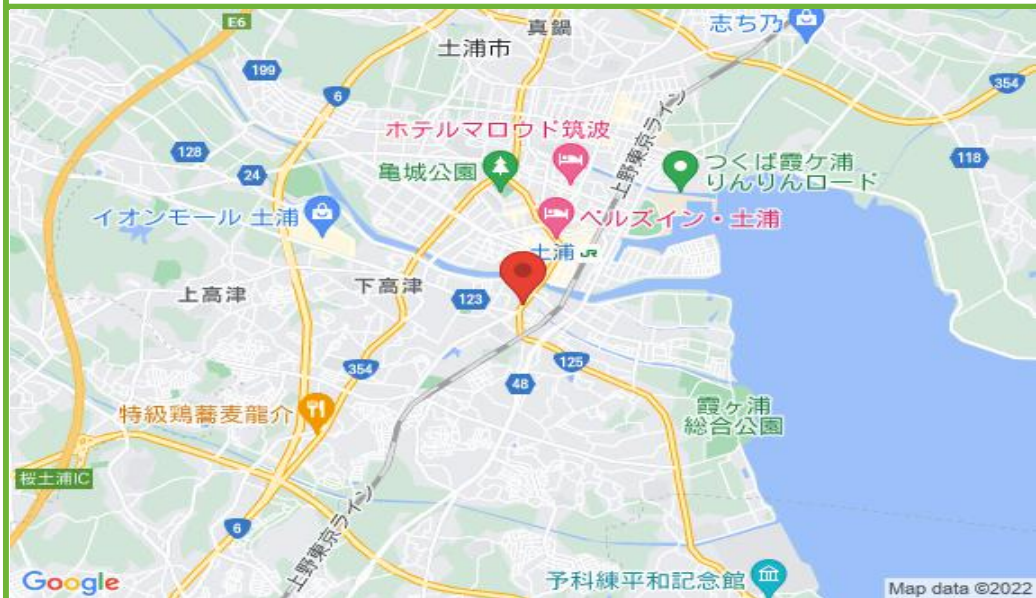 E6
真鍋
志ち乃
土浦市
199
6
354
ホテルマロウド筑波
上野東京ライン
128
24
亀城公園
つくば霞ケ浦
りんりんロード
118
イオンモール 土浦
ベルズイン・土浦
土浦 JR
上高津
下高津
123
354
125
48
特級鶏蕎麦龍介
霞ヶ浦
総合公園
桜土浦IC
6
上野東京ライン
予科練平和記念館
Google
Map data ©2022